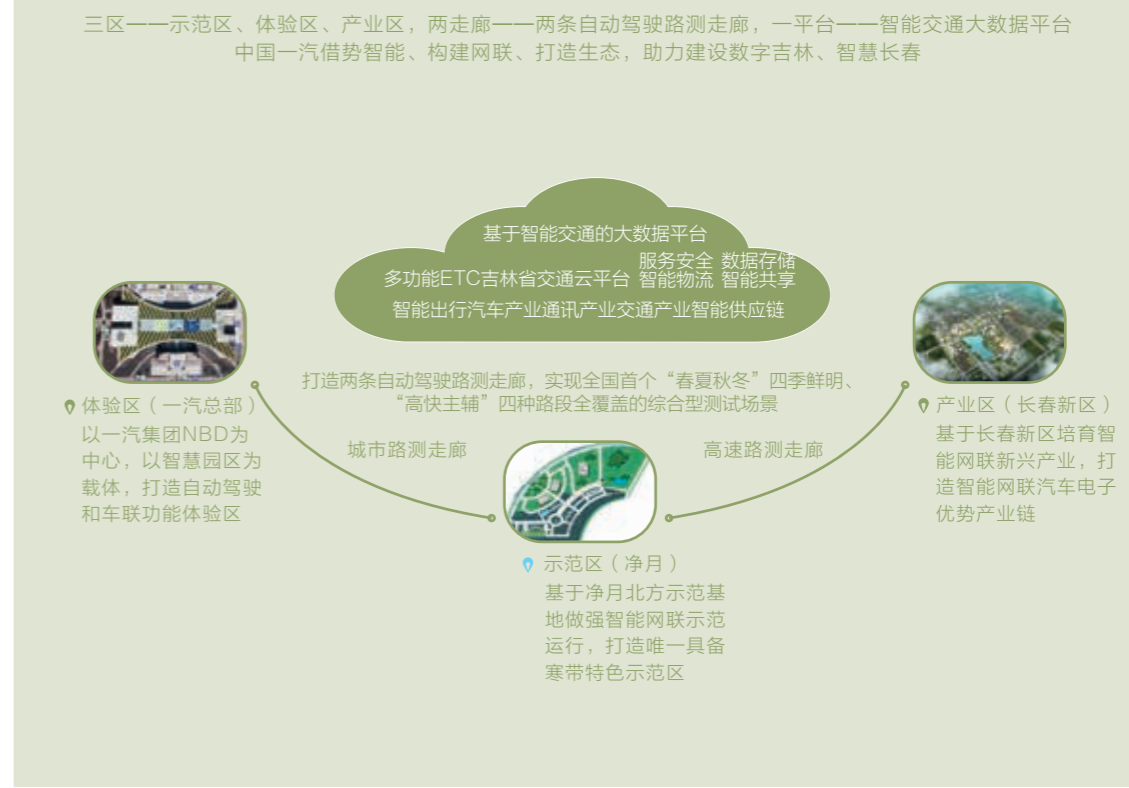 三区——示范区、体验区、产业区，两走廊——两条自动驾驶路测走廊，一平台——智能交通大数据平台
中国一汽借势智能、构建网联、打造生态，助力建设数字吉林、智慧长春
基于智能交通的大数据平台
多功能ETC吉林省交通云平台
服务安全 数据存储
智能物流 智能共享
智能出行汽车产业通讯产业交通产业智能供应链
打造两条自动驾驶路测走廊，实现全国首个“春夏秋冬”四季鲜明、
“高快主辅”四种路段全覆盖的综合型测试场景
体验区（一汽总部）
以一汽集团NBD为
中心，以智慧园区为
载体，打造自动驾驶
和车联功能体验区
城市路测走廊
高速路测走廊
产业区（长春新区）
基于长春新区培育智
能网联新兴产业，打
造智能网联汽车电子
优势产业链
示范区（净月）
基于净月北方示范基
地做强智能网联示范
运行，打造唯一具备
寒带特色示范区